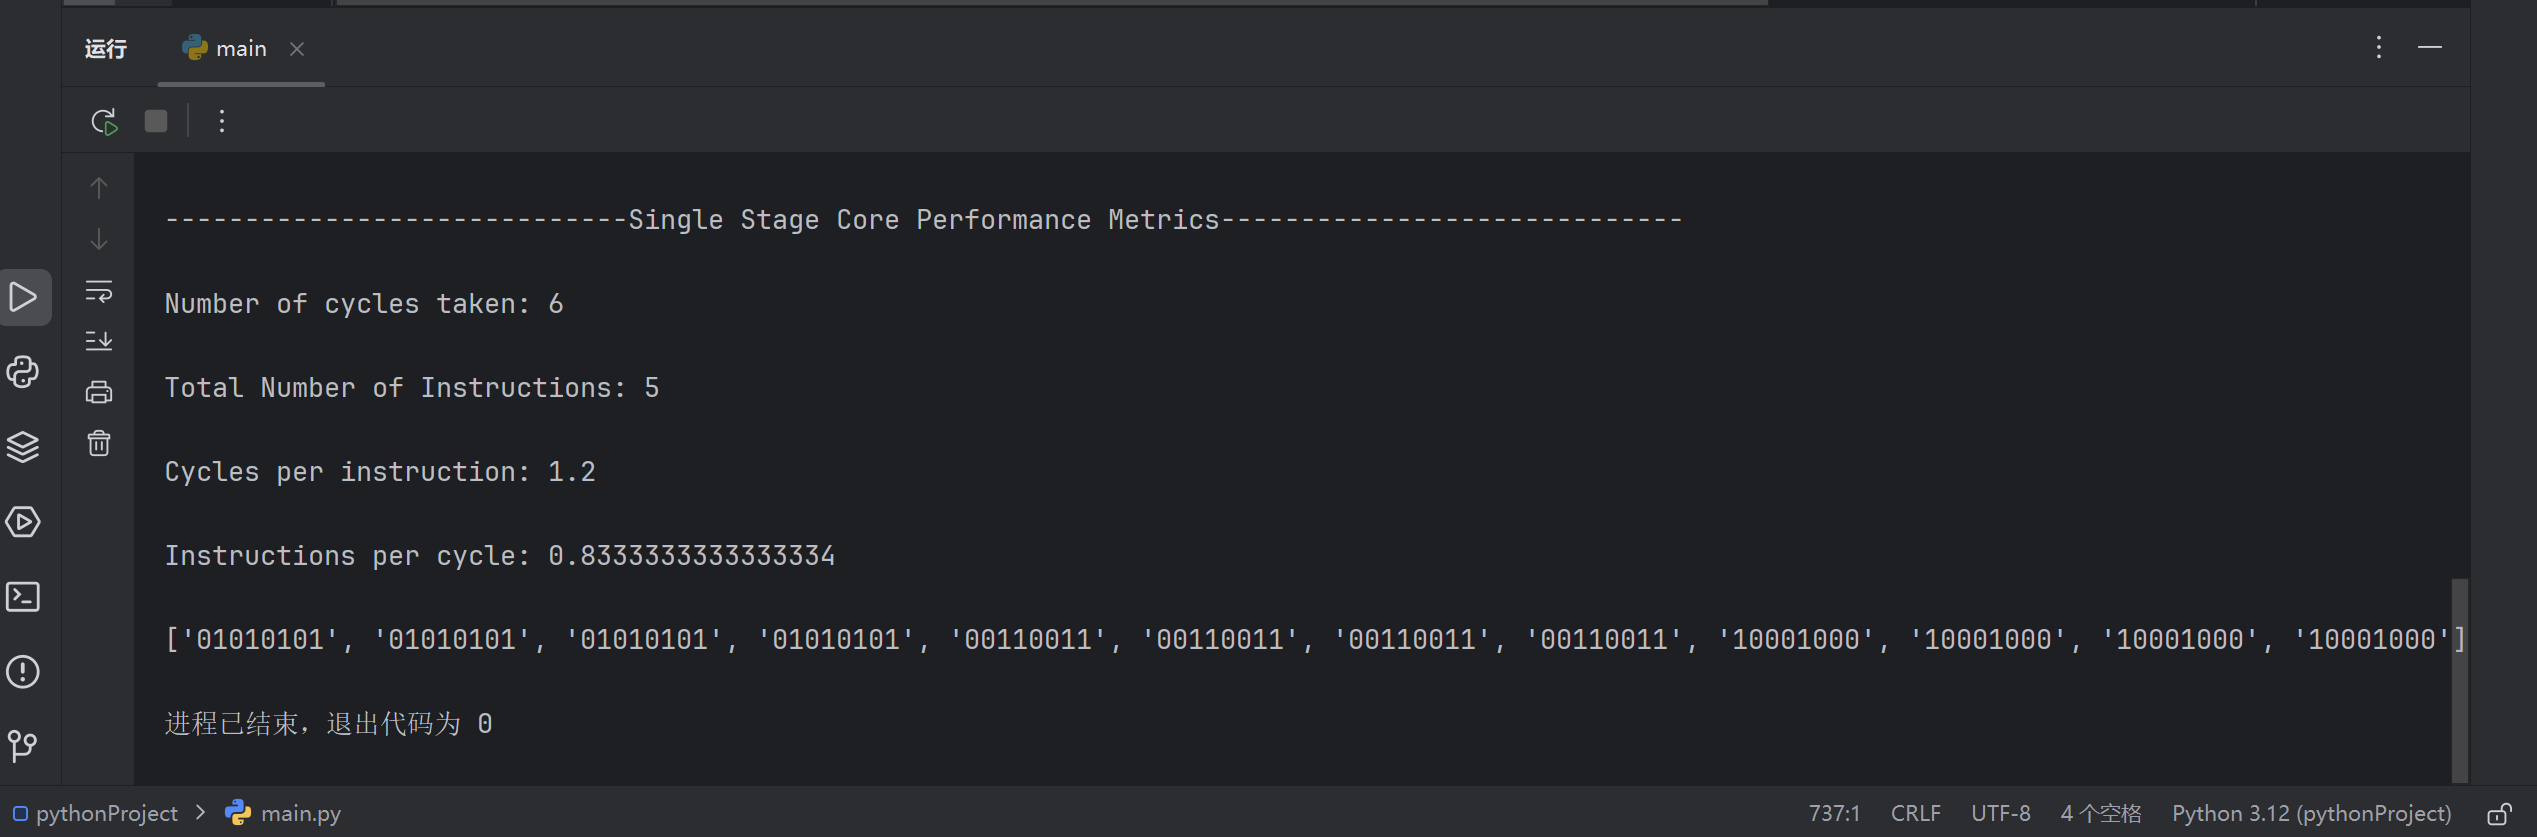 运行 main
-----------------------------Single Stage Core Performance Metrics-----------------------------
Number of cycles taken: 6
Total Number of Instructions: 5
Cycles per instruction: 1.2
Instructions per cycle: 0.8333333333333334
['01010101', '01010101', '01010101', '01010101', '00110011', '00110011', '00110011', '00110011', '10001000', '10001000', '10001000', '10001000']
进程已结束，退出代码为 0
pythonProject > main.py 737:1 CRLF UTF-8 4 个空格 Python 3.12 (pythonProject)